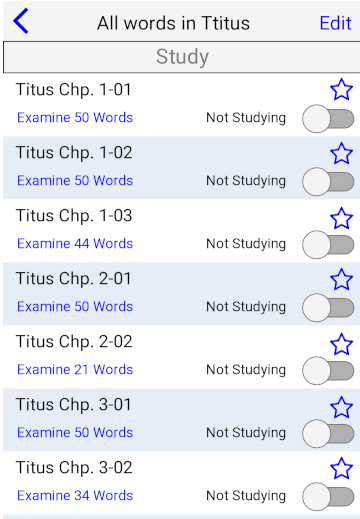 All words in Ttitus Edit
Study
Titus Chp. 1-01
Examine 50 Words Not Studying
Titus Chp. 1-02
Examine 50 Words Not Studying
Titus Chp. 1-03
Examine 44 Words Not Studying
Titus Chp. 2-01
Examine 50 Words Not Studying
Titus Chp. 2-02
Examine 21 Words Not Studying
Titus Chp. 3-01
Examine 50 Words Not Studying
Titus Chp. 3-02
Examine 34 Words Not Studying